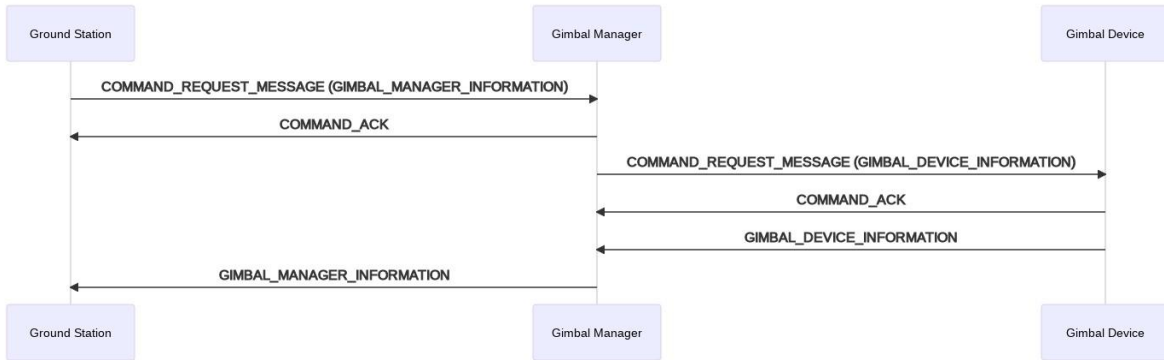 Ground Station
Gimbal Manager
Gimbal Device
COMMAND_REQUEST_MESSAGE (GIMBAL_MANAGER_INFORMATION)
COMMAND_ACK
COMMAND_REQUEST_MESSAGE (GIMBAL_DEVICE_INFORMATION)
COMMAND_ACK
GIMBAL_DEVICE_INFORMATION
GIMBAL_MANAGER_INFORMATION
Ground Station
Gimbal Manager
Gimbal Device